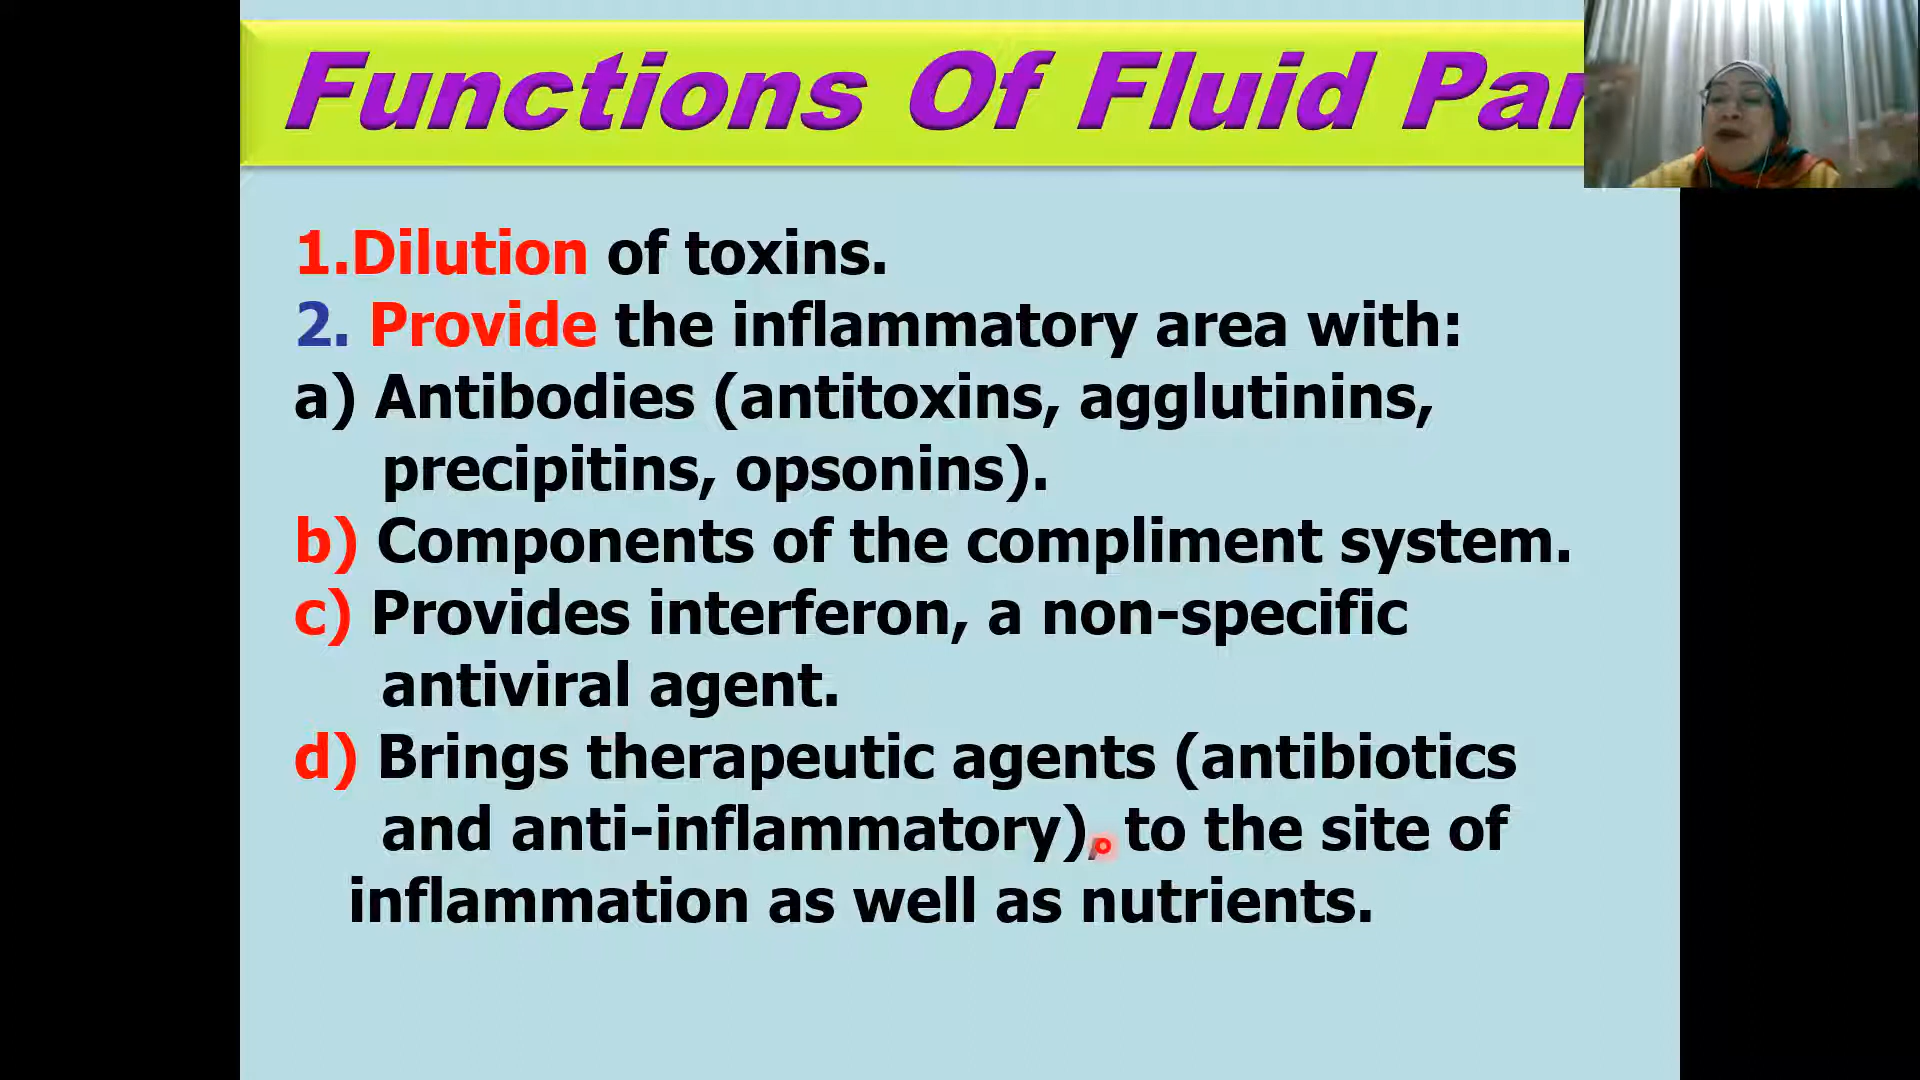 Functions Of Fluid
1.Dilution of toxins.
2. Provide the inflammatory area with:
a) Antibodies (antitoxins, agglutinins,
precipitins, opsonins).
b) Components of the compliment system.
c) Provides interferon, a non-specific
antiviral agent.
d) Brings therapeutic agents (antibiotics
and anti-inflammatory), to the site of
inflammation as well as nutrients.